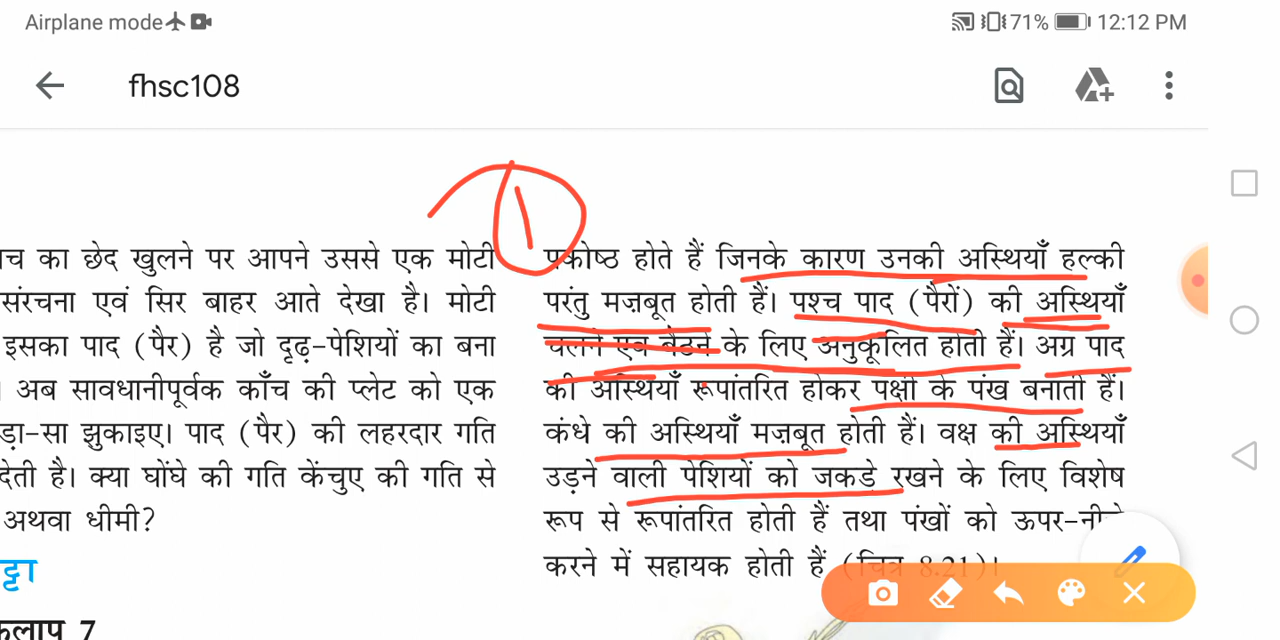 Airplane mode
71% 12:12 PM
fhsc108
च का छेद खुलने पर आपने उससे एक मोटी
संरचना एवं सिर बाहर आते देखा है। मोटी
इसका पाद (पैर) है जो दृढ़-पेशियों का बना
। अब सावधानीपूर्वक काँच की प्लेट को एक
ड़ा-सा झुकाइए। पाद (पैर) की लहरदार गति
देती है। क्या घोंघे की गति केंचुए की गति से
अथवा धीमी?
ट्टा
कलाप 7
1
प्रकोष्ठ होते हैं जिनके कारण उनकी अस्थियाँ हल्की
परंतु मज़बूत होती हैं। पश्च पाद (पैरों) की अस्थियाँ
चलने एवं बैठने के लिए अनुकूलित होती हैं। अग्र पाद
की अस्थियाँ रूपांतरित होकर पक्षी के पंख बनाती हैं।
कंधे की अस्थियाँ मज़बूत होती हैं। वक्ष की अस्थियाँ
उड़ने वाली पेशियों को जकडे रखने के लिए विशेष
रूप से रूपांतरित होती हैं तथा पंखों को ऊपर-नीचे
करने में सहायक होती हैं (चित्र 8.21)।